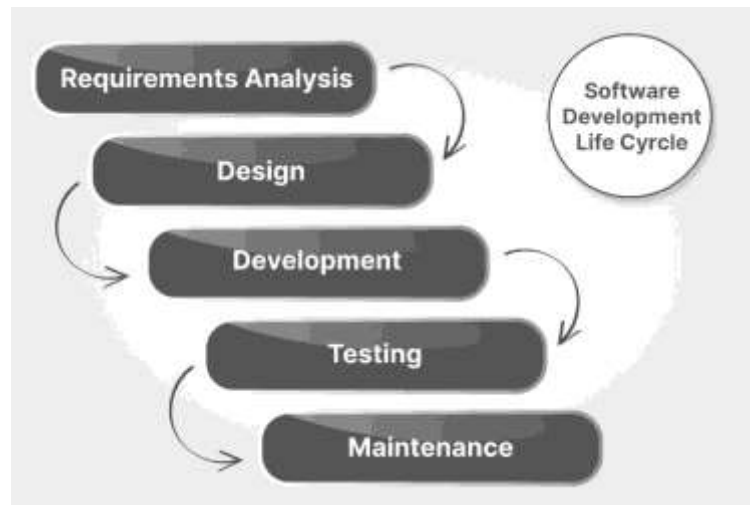 Requirements Analysis
Software
Development
Life Cyrcle
Design
Development
Testing
Maintenance